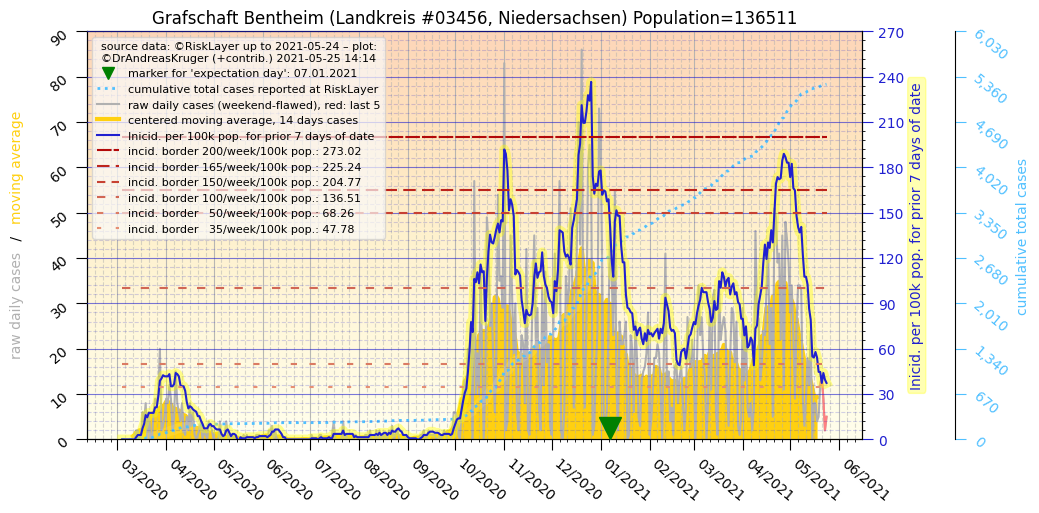 Grafschaft Bentheim (Landkreis #03456, Niedersachsen) Population=136511
source data: ©RiskLayer up to 2021-05-24 – plot:
©DrAndreasKruger (+contrib.) 2021-05-25 14:14
marker for 'expectation day': 07.01.2021
cumulative total cases reported at RiskLayer
raw daily cases (weekend-flawed), red: last 5
centered moving average, 14 days cases
Inicid. per 100k pop. for prior 7 days of date
incid. border 200/week/100k pop.: 273.02
incid. border 165/week/100k pop.: 225.24
incid. border 150/week/100k pop.: 204.77
incid. border 100/week/100k pop.: 136.51
incid. border   50/week/100k pop.: 68.26
incid. border   35/week/100k pop.: 47.78
raw daily cases / moving average
90
80
70
60
50
40
30
20
10
0
03/2020
04/2020
05/2020
06/2020
07/2020
08/2020
09/2020
10/2020
11/2020
12/2020
01/2021
02/2021
03/2021
04/2021
05/2021
06/2021
270
240
210
180
150
120
90
60
30
0
Inicid. per 100k pop. for prior 7 days of date
6,030
5,360
4,690
4,020
3,350
2,680
2,010
1,340
670
0
cumulative total cases